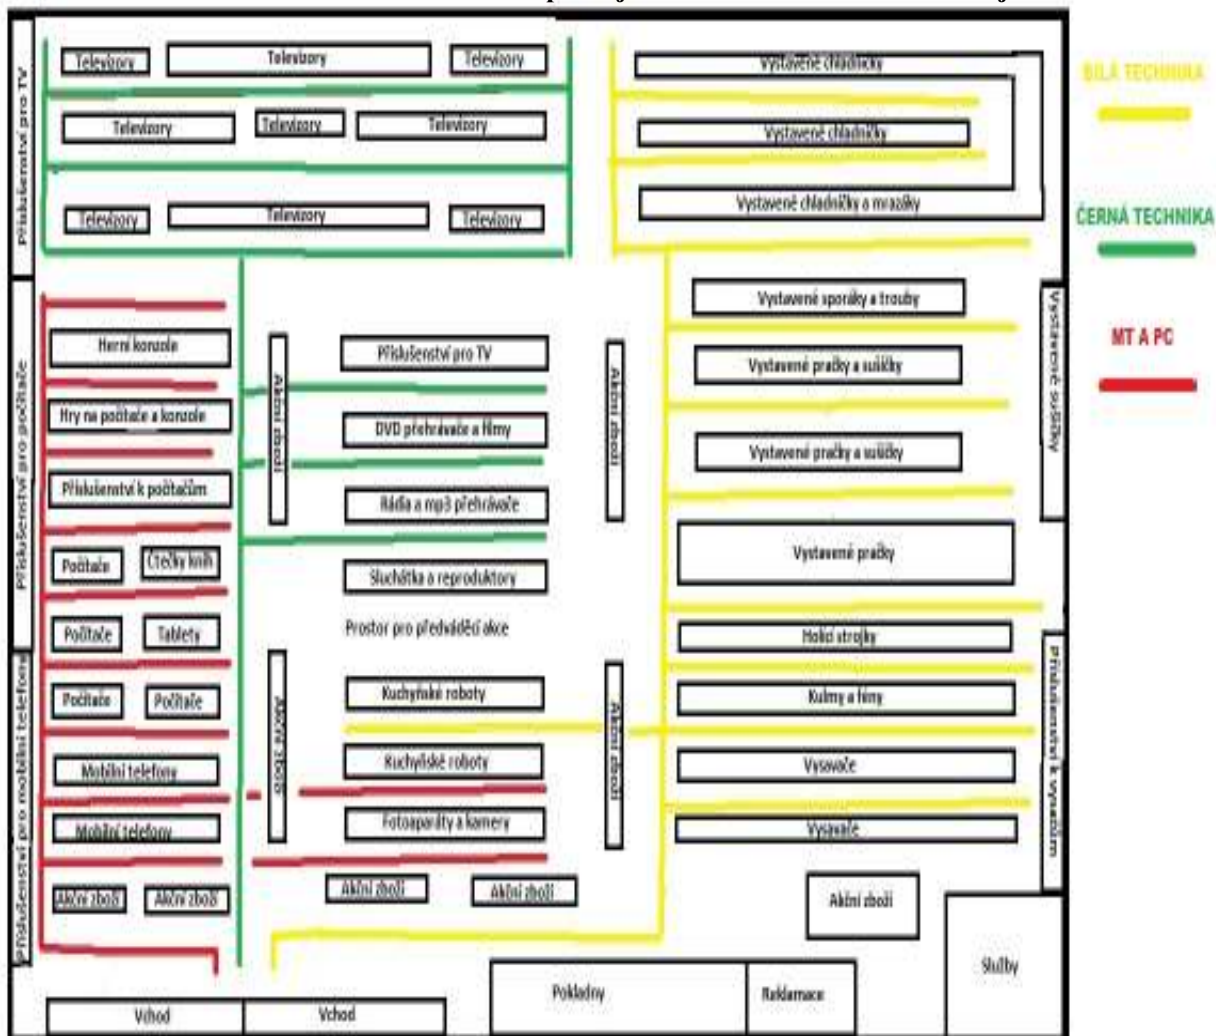 Příslušenství pro TV
Televizory
Televizory
Televizory
Televizory
Televizory
Televizory
Televizory
Televizory
Televizory
Vystavené chladničky
Vystavené chladničky
Vystavené chladničky a mrazáky
BÍLÁ TECHNIKA
ČERNÁ TECHNIKA
MT A PC
Příslušenství pro počítače
Herní konzole
Hry na počítače a konzole
Příslušenství k počítačům
Počítače
Čtečky knih
Počítače
Tablety
Počítače
Počítače
Příslušenství pro mobilní telefony
Mobilní telefony
Mobilní telefony
Akční zboží
Akční zboží
Akční zboží
Akční zboží
Příslušenství pro TV
DVD přehrávače a filmy
Rádia a mp3 přehrávače
Sluchátka a reproduktory
Prostor pro předváděcí akce
Kuchyňské roboty
Kuchyňské roboty
Fotoaparáty a kamery
Akční zboží
Akční zboží
Akční zboží
Akční zboží
Vystavené sporáky a trouby
Vystavené pračky a sušičky
Vystavené pračky a sušičky
Vystavené pračky
Holící strojky
Kulmy a fény
Vysavače
Vysavače
Vystavené sušičky
Příslušenství k vysavačům
Akční zboží
Služby
Pokladny
Reklamace
Vchod
Vchod